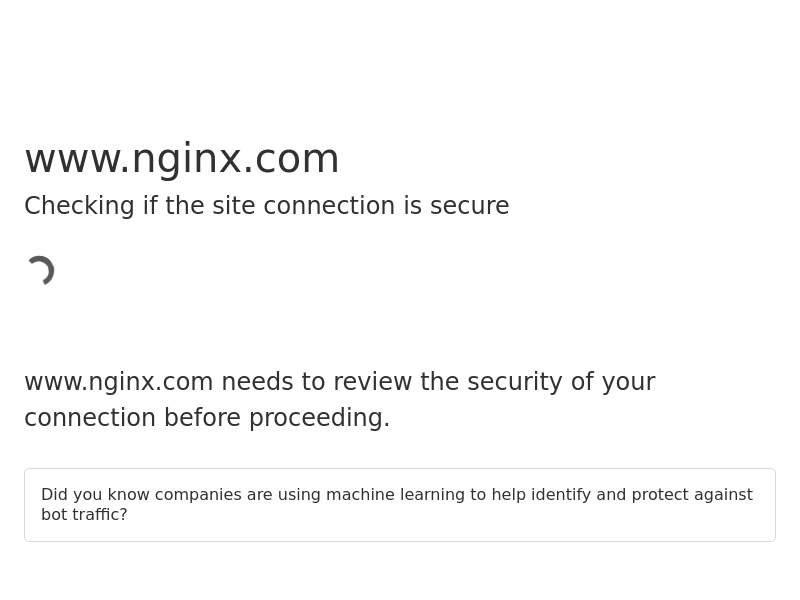 www.nginx.com
Checking if the site connection is secure
www.nginx.com needs to review the security of your
connection before proceeding.
Did you know companies are using machine learning to help identify and protect against
bot traffic?